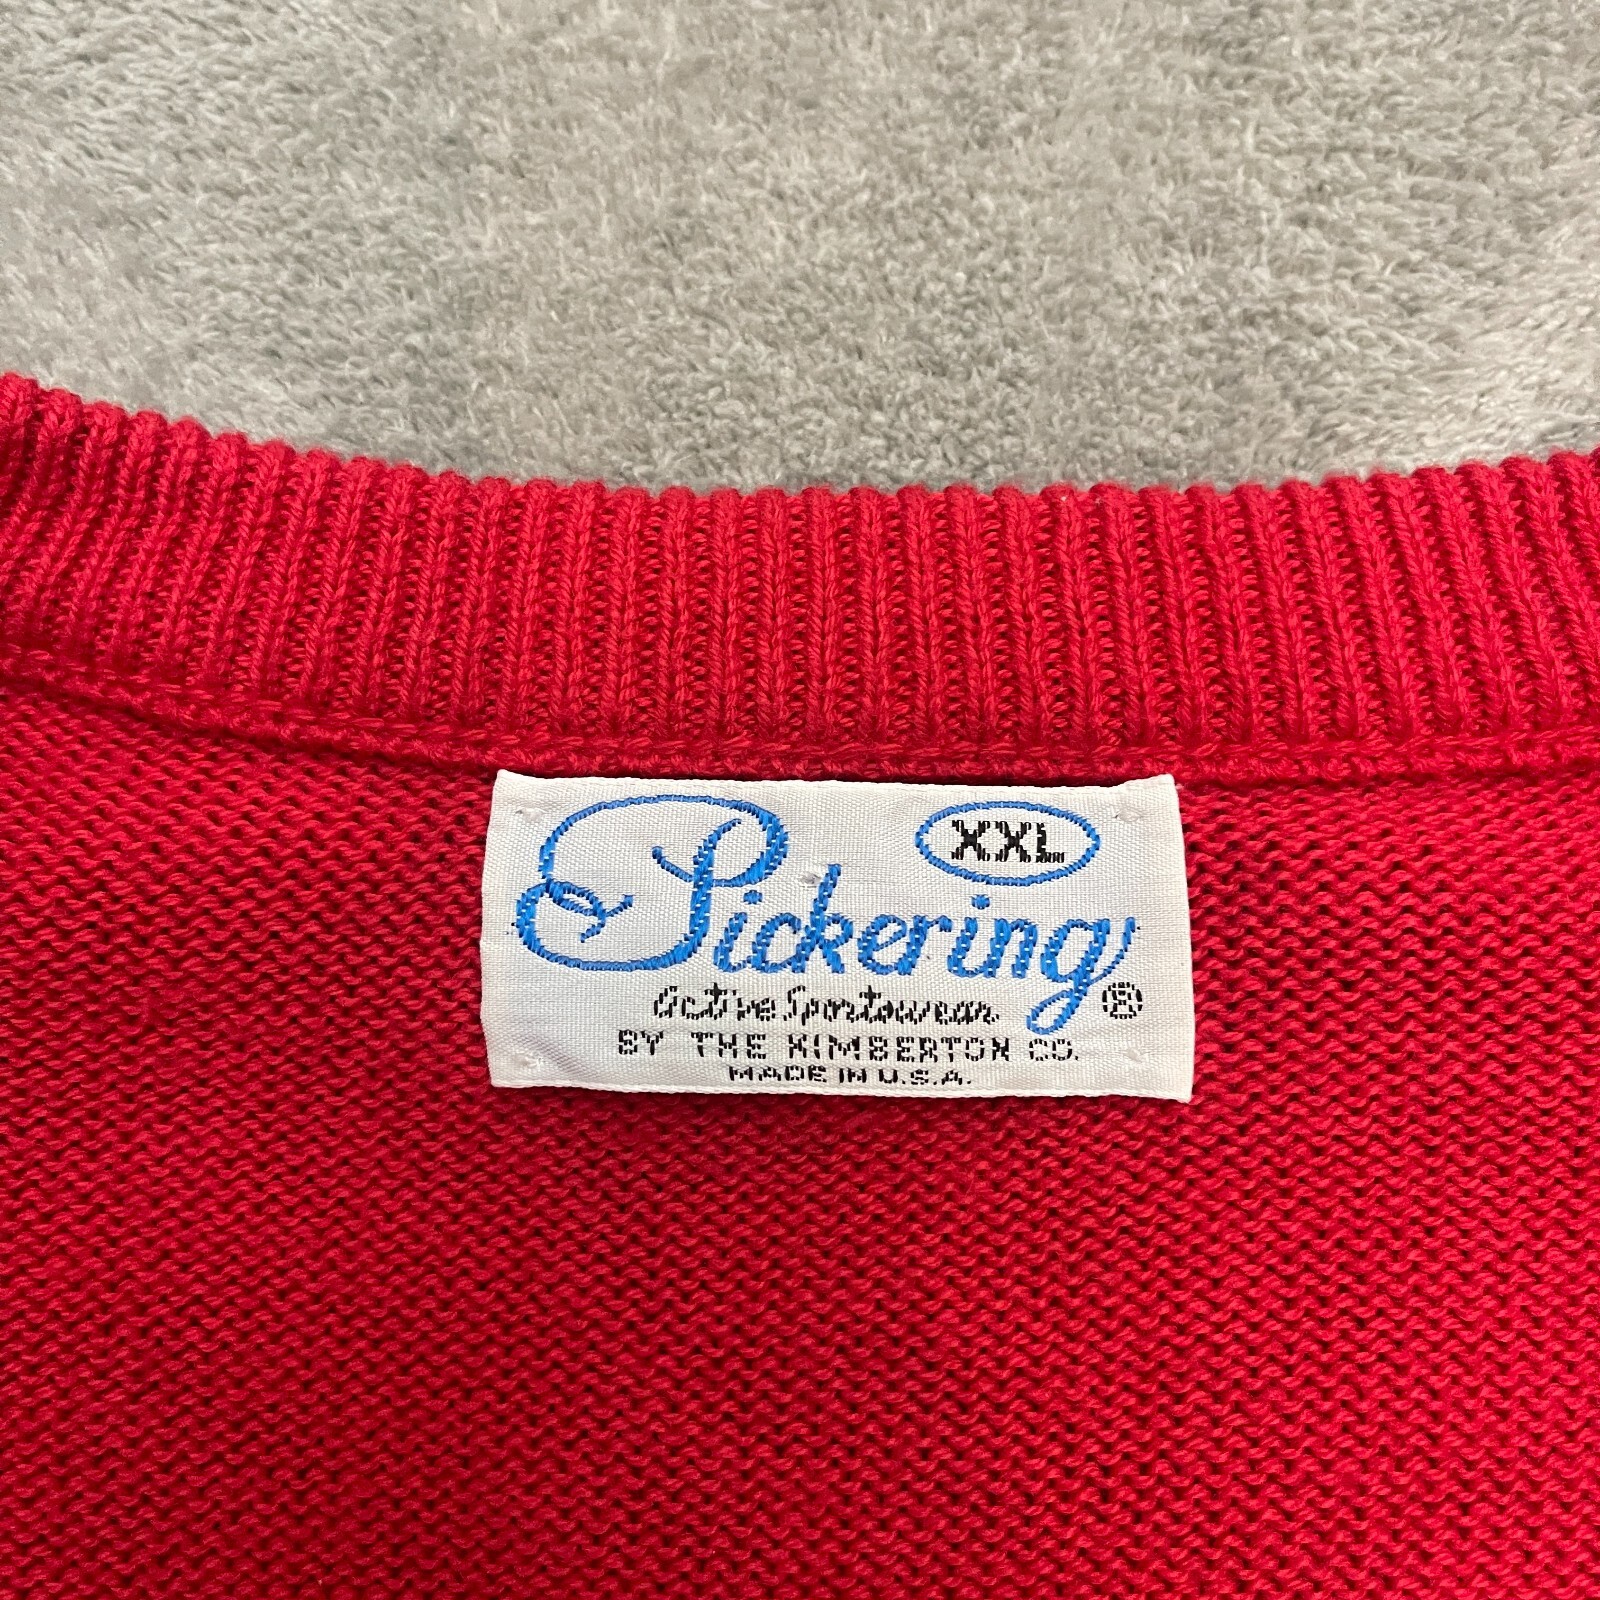 XXL
Pickering®
Active Sportswear
BY THE KIMBERTON CO.
MADE IN U.S.A.